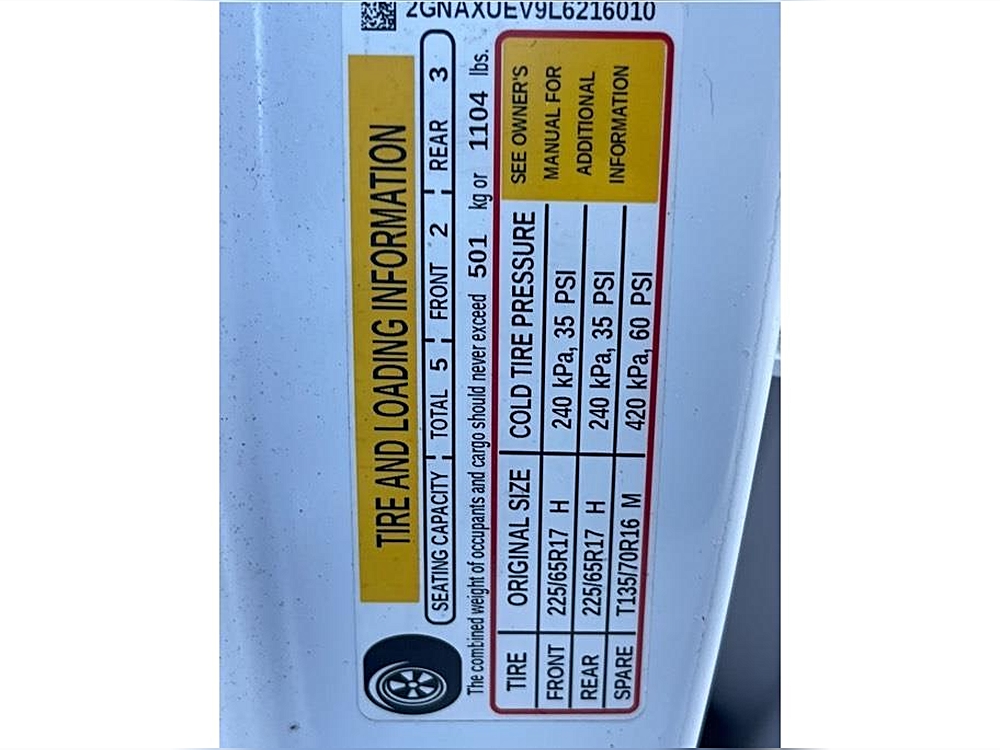 2GNAXUEV9L6216010
TIRE AND LOADING INFORMATION
SEATING CAPACITY TOTAL 5 FRONT 2 REAR 3
The combined weight of occupants and cargo should never exceed 501 kg or 1104 lbs.
TIRE ORIGINAL SIZE COLD TIRE PRESSURE
FRONT 225/65R17 H 240 kPa, 35 PSI
REAR 225/65R17 H 240 kPa, 35 PSI
SPARE T135/70R16 M 420 kPa, 60 PSI
SEE OWNER'S
MANUAL FOR
ADDITIONAL
INFORMATION